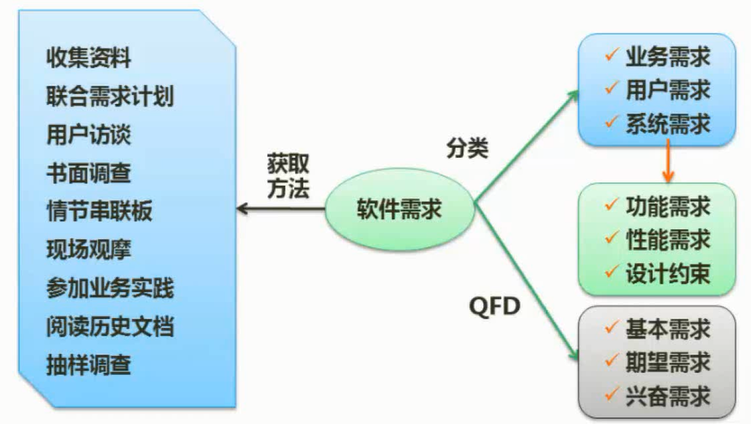 收集资料
联合需求计划
用户访谈
书面调查
情节串联板
现场观摩
参加业务实践
阅读历史文档
抽样调查
获取
方法
软件需求
分类
QFD
业务需求
用户需求
系统需求
功能需求
性能需求
设计约束
基本需求
期望需求
兴奋需求